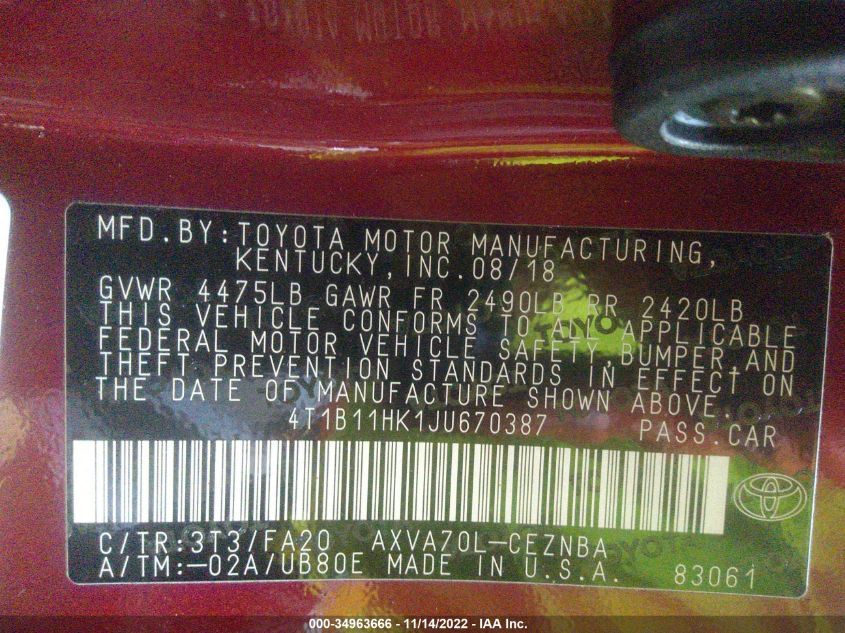 MFD.BY:TOYOTA MOTOR MANUFACTURING,
KENTUCKY,INC.08/18
GVWR 4475LB GAWR FR 2490LB RR 2420LB
THIS VEHICLE CONFORMS TO ALL APPLICABLE
FEDERAL MOTOR VEHICLE SAFETY,BUMPER,AND
THEFT PREVENTION STANDARDS IN EFFECT ON
THE DATE OF MANUFACTURE SHOWN ABOVE.
4T1B11HK1JU670387 PASS.CAR
C/TR:3T3/FA20 AXVA70L-CEZNBA
A/TM:-02A/UB80E MADE IN U.S.A. 83061
000-34963666 - 11/14/2022 - IAA Inc.